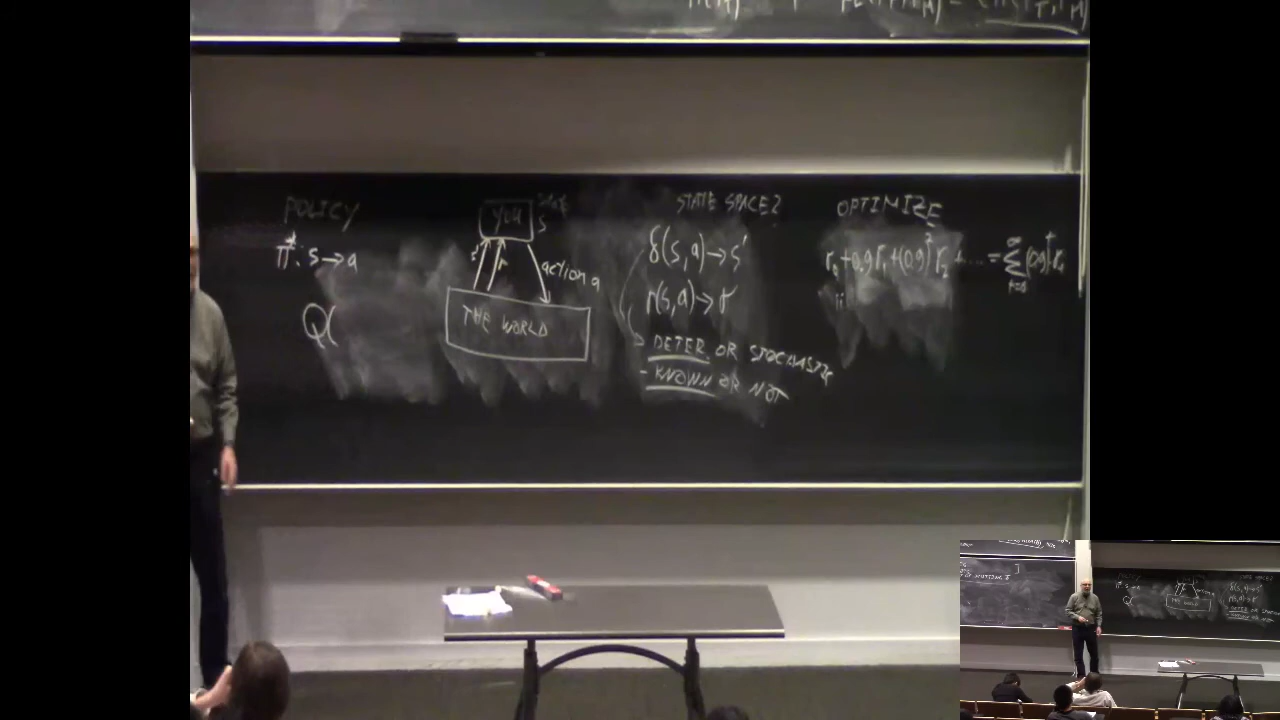 POLICY
π*: s→a
Q(
YOU
STATE
S
s'
r
action a
THE WORLD
STATE SPACE?
δ(s,a)→s'
r(s,a)→r
DETER. OR STOCHASTIC
- KNOWN OR NOT
OPTIMIZE
r₀+0.9r₁+(0.9)²r₂+... = ∑ (0.9)ᵗ rₜ
t=0
∞